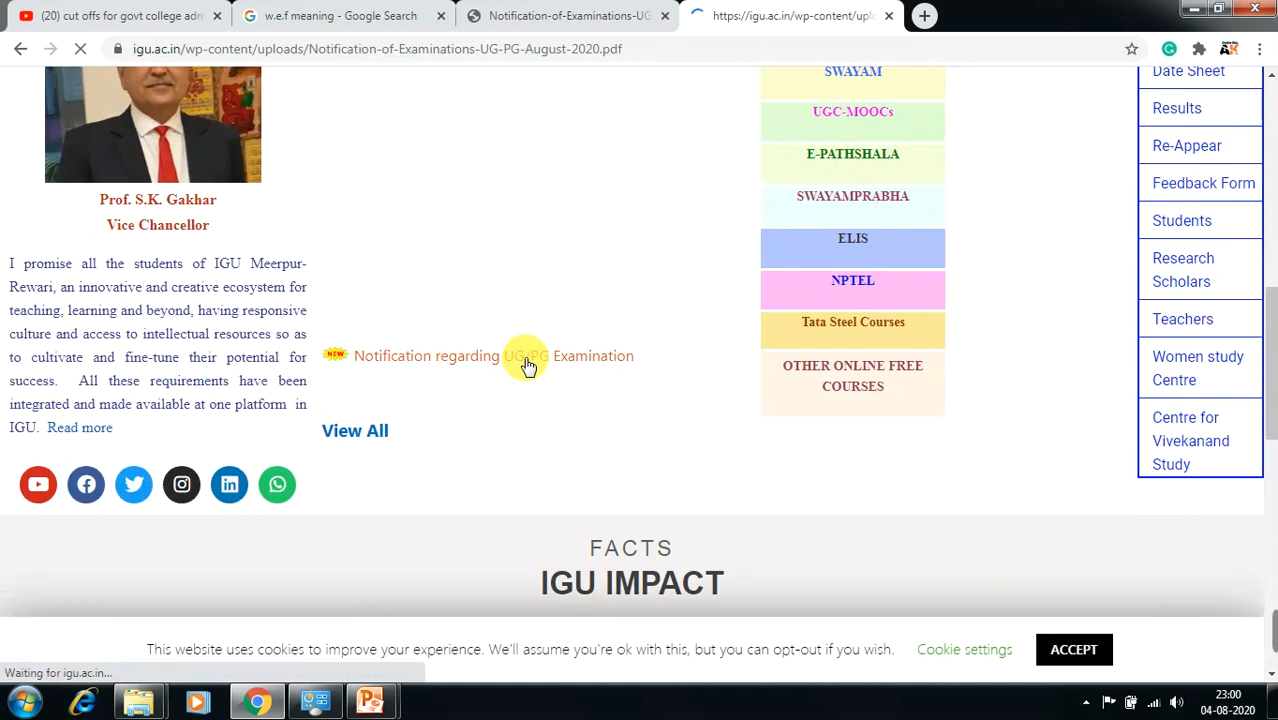 (20) cut offs for govt college adm
w.e.f meaning - Google Search
Notification-of-Examinations-UG
https://igu.ac.in/wp-content/uplo
igu.ac.in/wp-content/uploads/Notification-of-Examinations-UG-PG-August-2020.pdf
Prof. S.K. Gakhar
Vice Chancellor
I promise all the students of IGU Meerpur-
Rewari, an innovative and creative ecosystem for
teaching, learning and beyond, having responsive
culture and access to intellectual resources so as
to cultivate and fine-tune their potential for
success. All these requirements have been
integrated and made available at one platform in
IGU. Read more
NEW Notification regarding UG/PG Examination
View All
SWAYAM
UGC-MOOCs
E-PATHSHALA
SWAYAMPRABHA
ELIS
NPTEL
Tata Steel Courses
OTHER ONLINE FREE
COURSES
Date Sheet
Results
Re-Appear
Feedback Form
Students
Research
Scholars
Teachers
Women study
Centre
Centre for
Vivekanand
Study
FACTS
IGU IMPACT
This website uses cookies to improve your experience. We'll assume you're ok with this, but you can opt-out if you wish. Cookie settings ACCEPT
Waiting for igu.ac.in...
23:00
04-08-2020